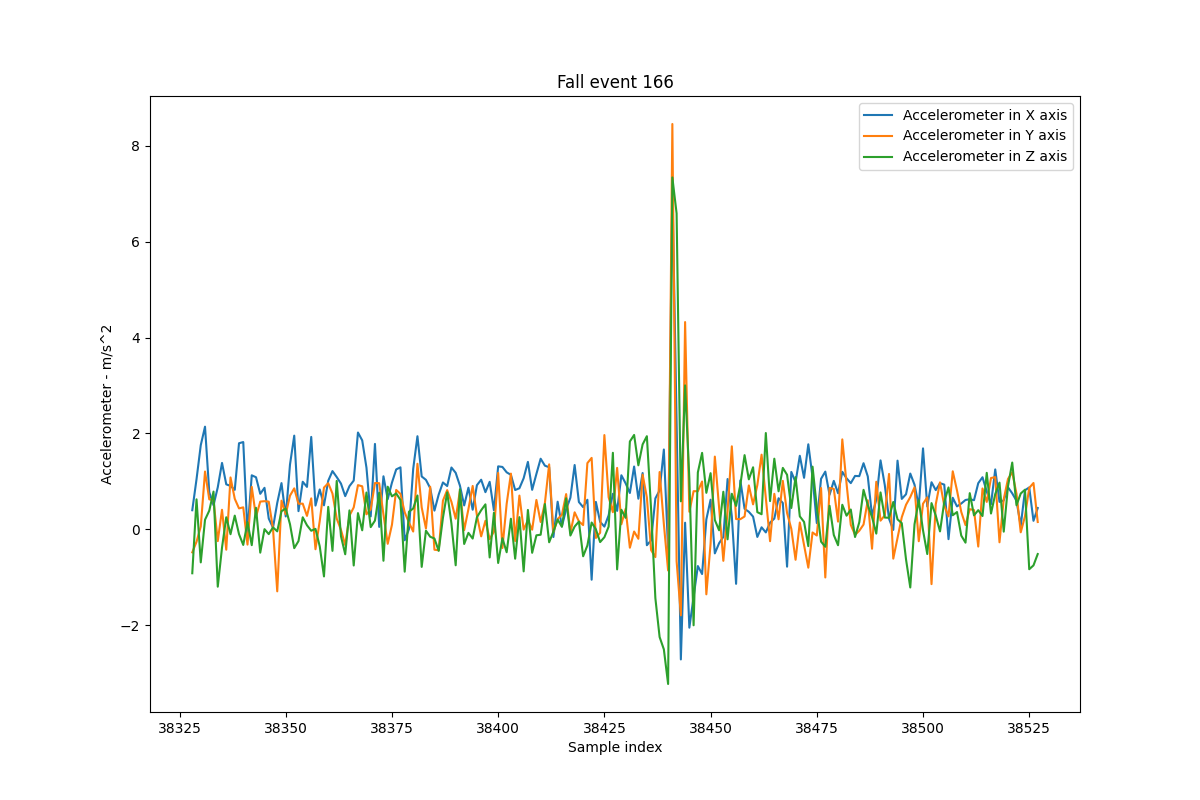 Fall event 166
Accelerometer in X axis
Accelerometer in Y axis
Accelerometer in Z axis
Accelerometer - m/s^2
8
6
4
2
0
−2
38325 38350 38375 38400 38425 38450 38475 38500 38525
Sample index